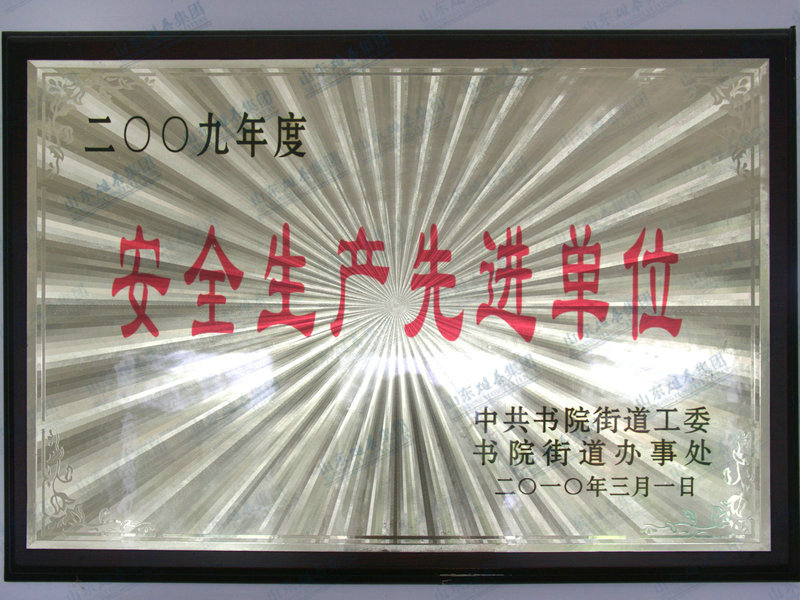 二〇〇九年度
安全生产先进单位
中共书院街道工委
书院街道办事处
二〇一〇年三月一日